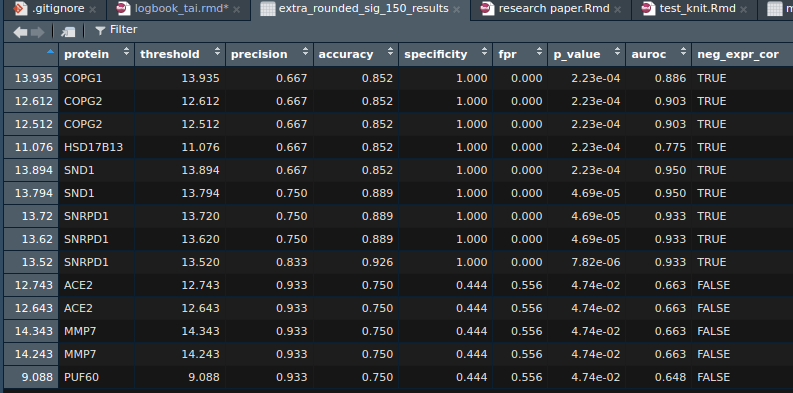 .gitignore logbook_tai.rmd* extra_rounded_sig_150_results research paper.Rmd test_knit.Rmd
Filter
protein threshold precision accuracy specificity fpr p_value auroc neg_expr_cor
13.935 COPG1 13.935 0.667 0.852 1.000 0.000 2.23e-04 0.886 TRUE
12.612 COPG2 12.612 0.667 0.852 1.000 0.000 2.23e-04 0.903 TRUE
12.512 COPG2 12.512 0.667 0.852 1.000 0.000 2.23e-04 0.903 TRUE
11.076 HSD17B13 11.076 0.667 0.852 1.000 0.000 2.23e-04 0.775 TRUE
13.894 SND1 13.894 0.667 0.852 1.000 0.000 2.23e-04 0.950 TRUE
13.794 SND1 13.794 0.750 0.889 1.000 0.000 4.69e-05 0.950 TRUE
13.72 SNRPD1 13.720 0.750 0.889 1.000 0.000 4.69e-05 0.933 TRUE
13.62 SNRPD1 13.620 0.750 0.889 1.000 0.000 4.69e-05 0.933 TRUE
13.52 SNRPD1 13.520 0.833 0.926 1.000 0.000 7.82e-06 0.933 TRUE
12.743 ACE2 12.743 0.933 0.750 0.444 0.556 4.74e-02 0.663 FALSE
12.643 ACE2 12.643 0.933 0.750 0.444 0.556 4.74e-02 0.663 FALSE
14.343 MMP7 14.343 0.933 0.750 0.444 0.556 4.74e-02 0.663 FALSE
14.243 MMP7 14.243 0.933 0.750 0.444 0.556 4.74e-02 0.663 FALSE
9.088 PUF60 9.088 0.933 0.750 0.444 0.556 4.74e-02 0.648 FALSE